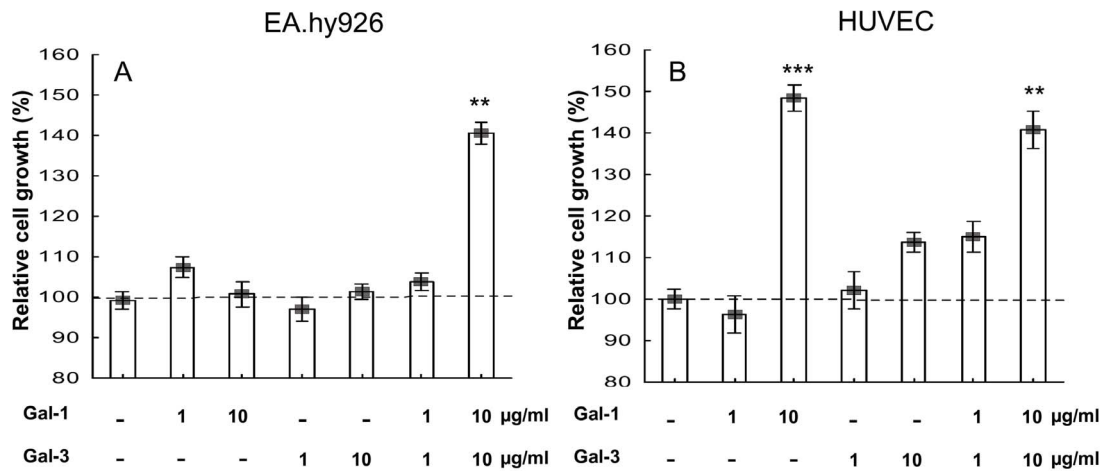 EA.hy926
HUVEC
A
160
150
140
130
120
110
100
90
80
Relative cell growth (%)
**
B
160
150
140
130
120
110
100
90
80
Relative cell growth (%)
***
**
Gal-1 - 1 10 - - 1 10 µg/ml
Gal-3 - - - 1 10 1 10 µg/ml
Gal-1 - 1 10 - - 1 10 µg/ml
Gal-3 - - - 1 10 1 10 µg/ml